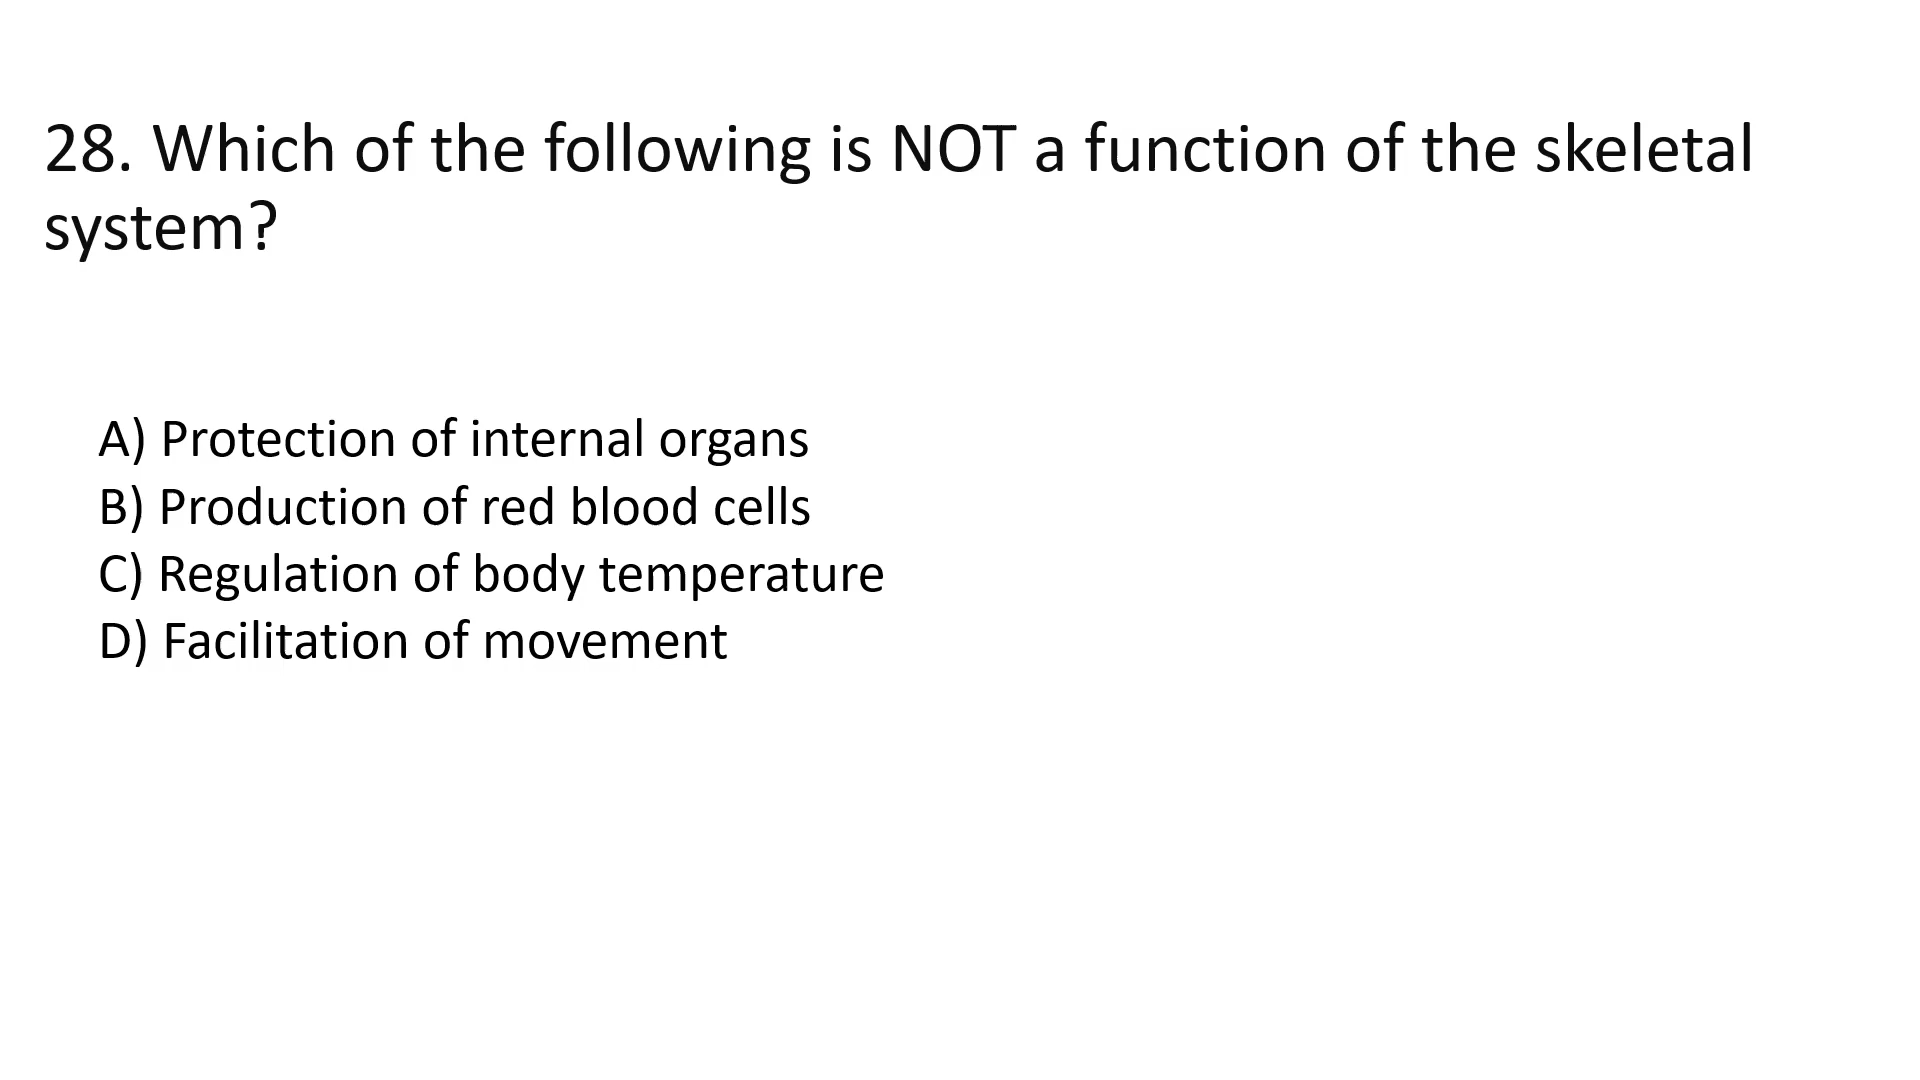 28. Which of the following is NOT a function of the skeletal
system?
A) Protection of internal organs
B) Production of red blood cells
C) Regulation of body temperature
D) Facilitation of movement